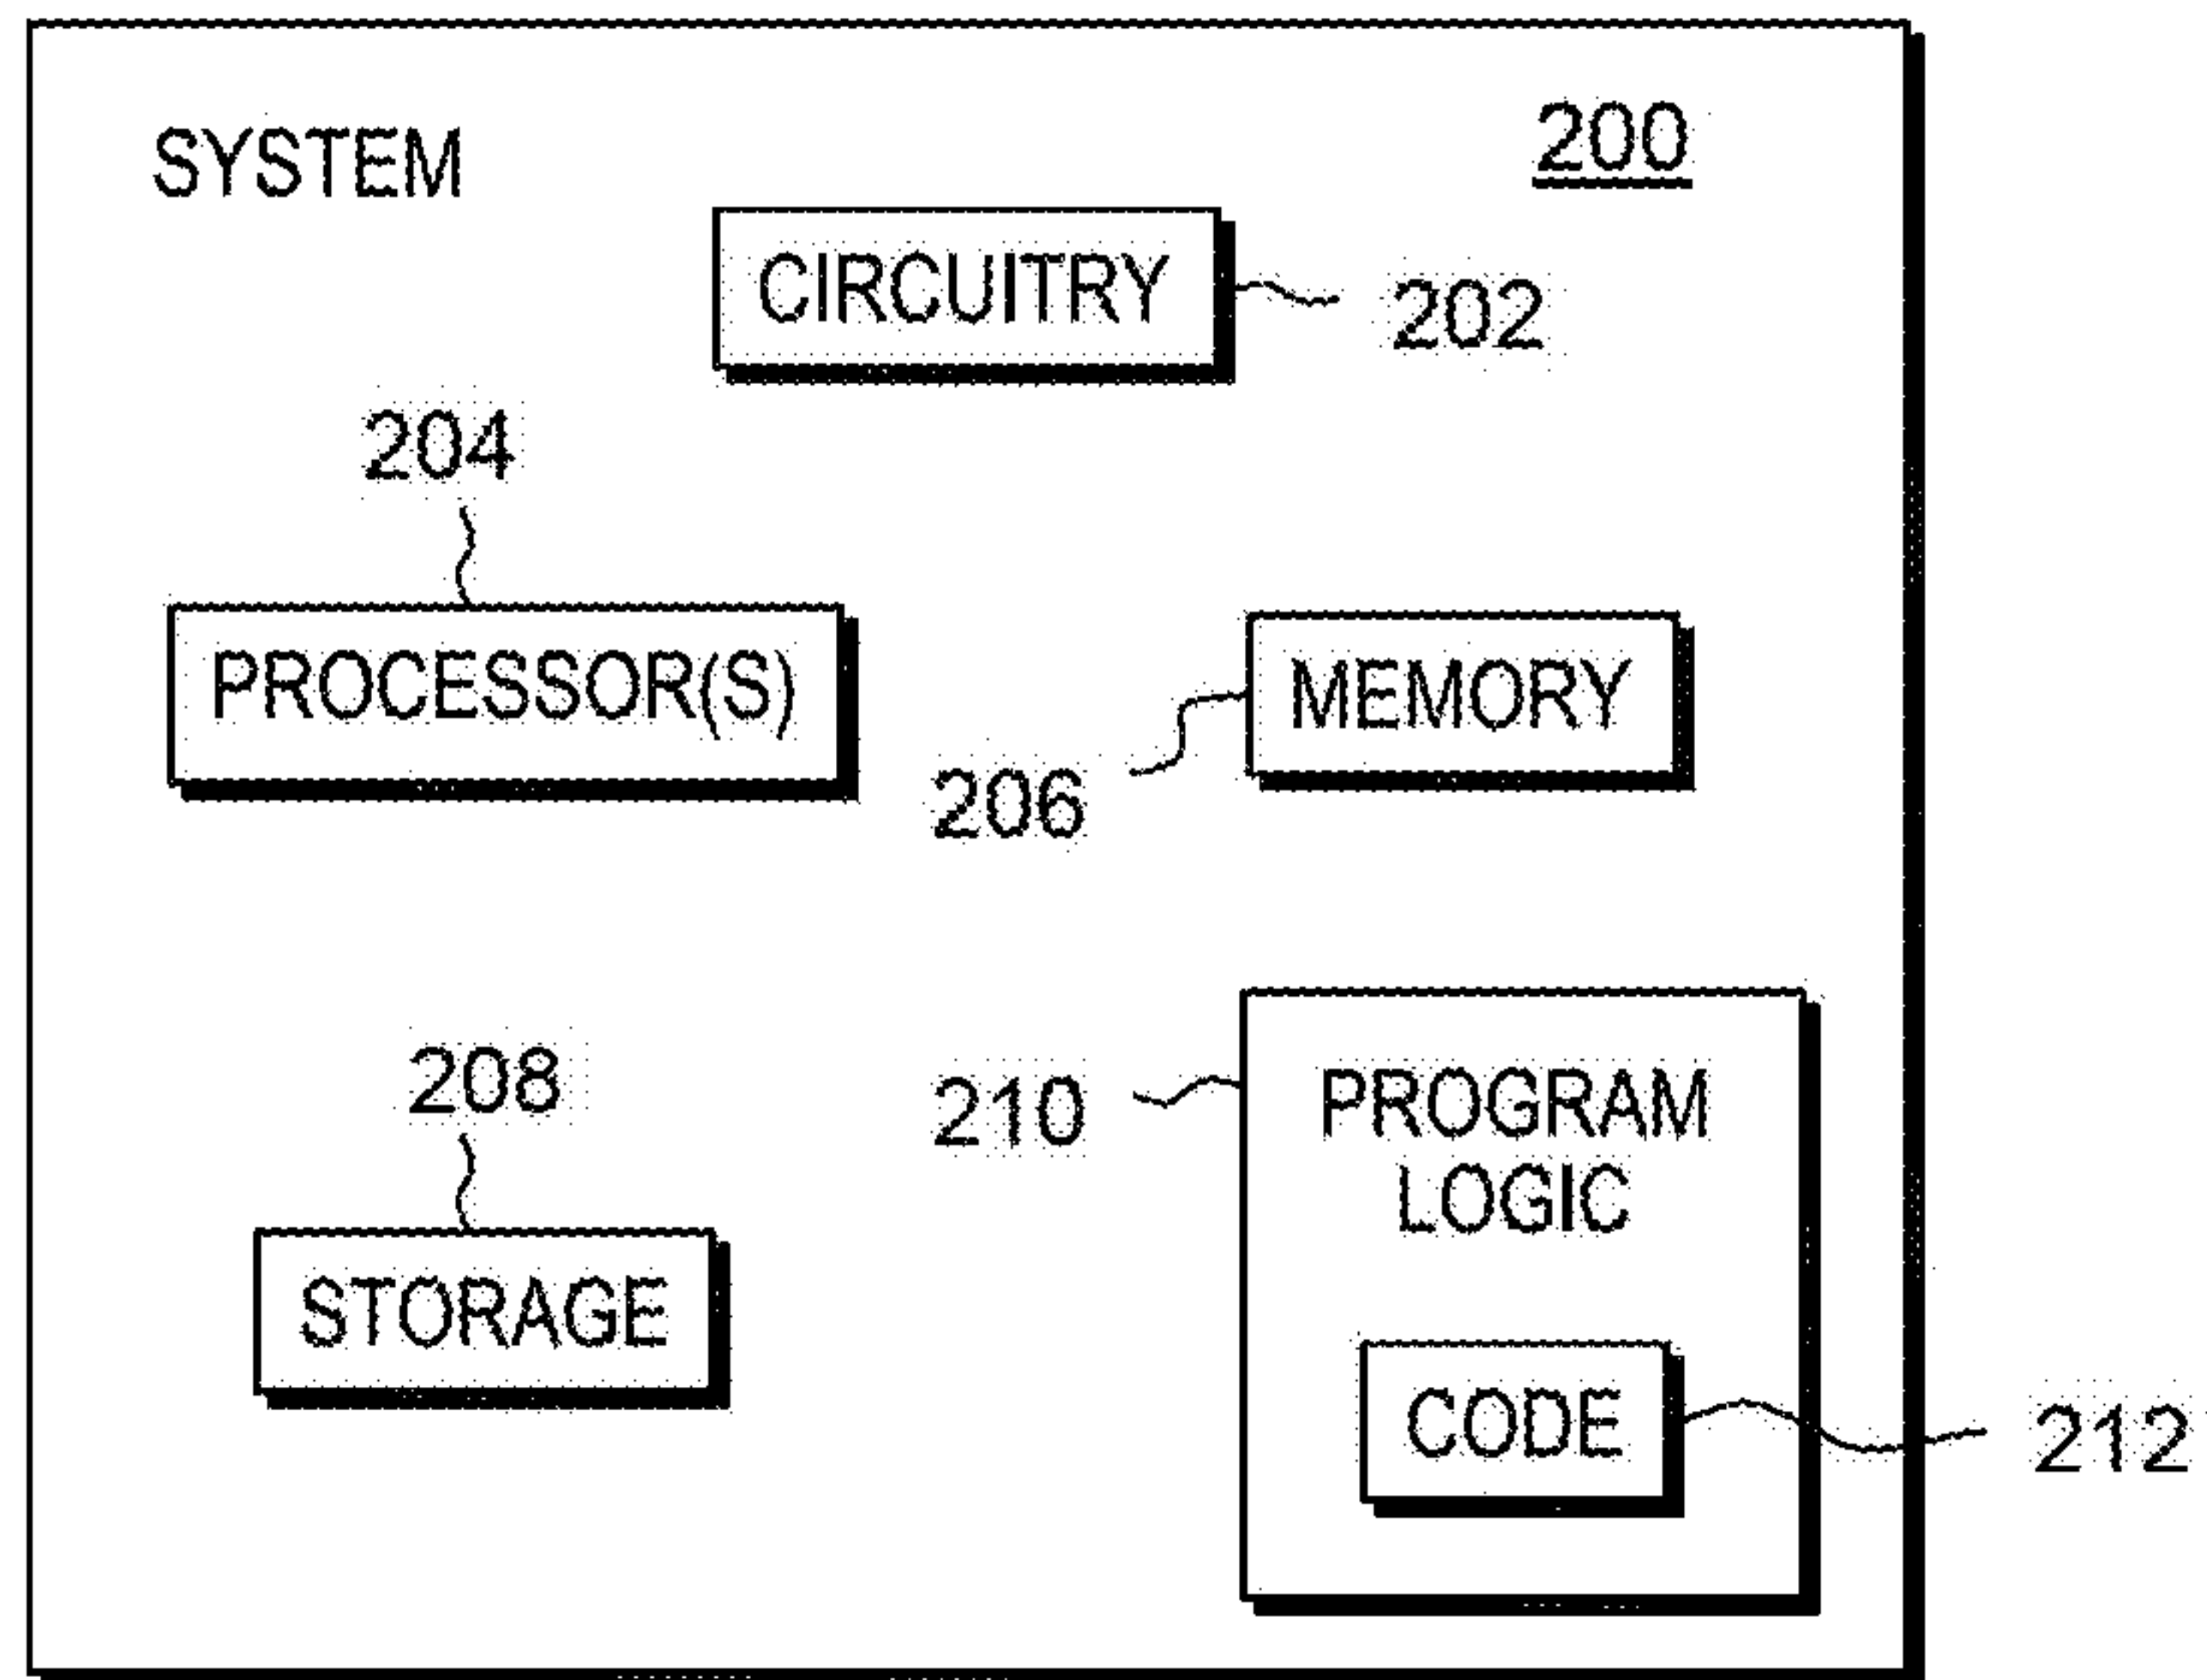 SYSTEM
200
CIRCUITRY
202
204
PROCESSOR(S)
MEMORY
206
208
210
PROGRAM
LOGIC
STORAGE
CODE
212